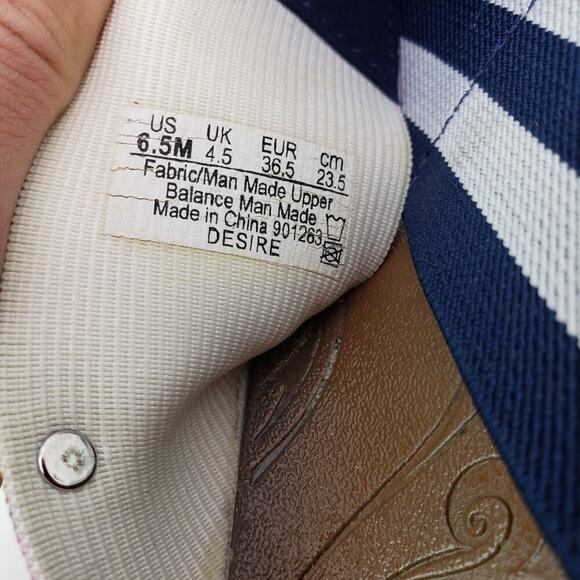 US UK EUR cm
6.5M 4.5 36.5 23.5
Fabric/Man Made Upper
Balance Man Made
Made in China 901263
DESIRE